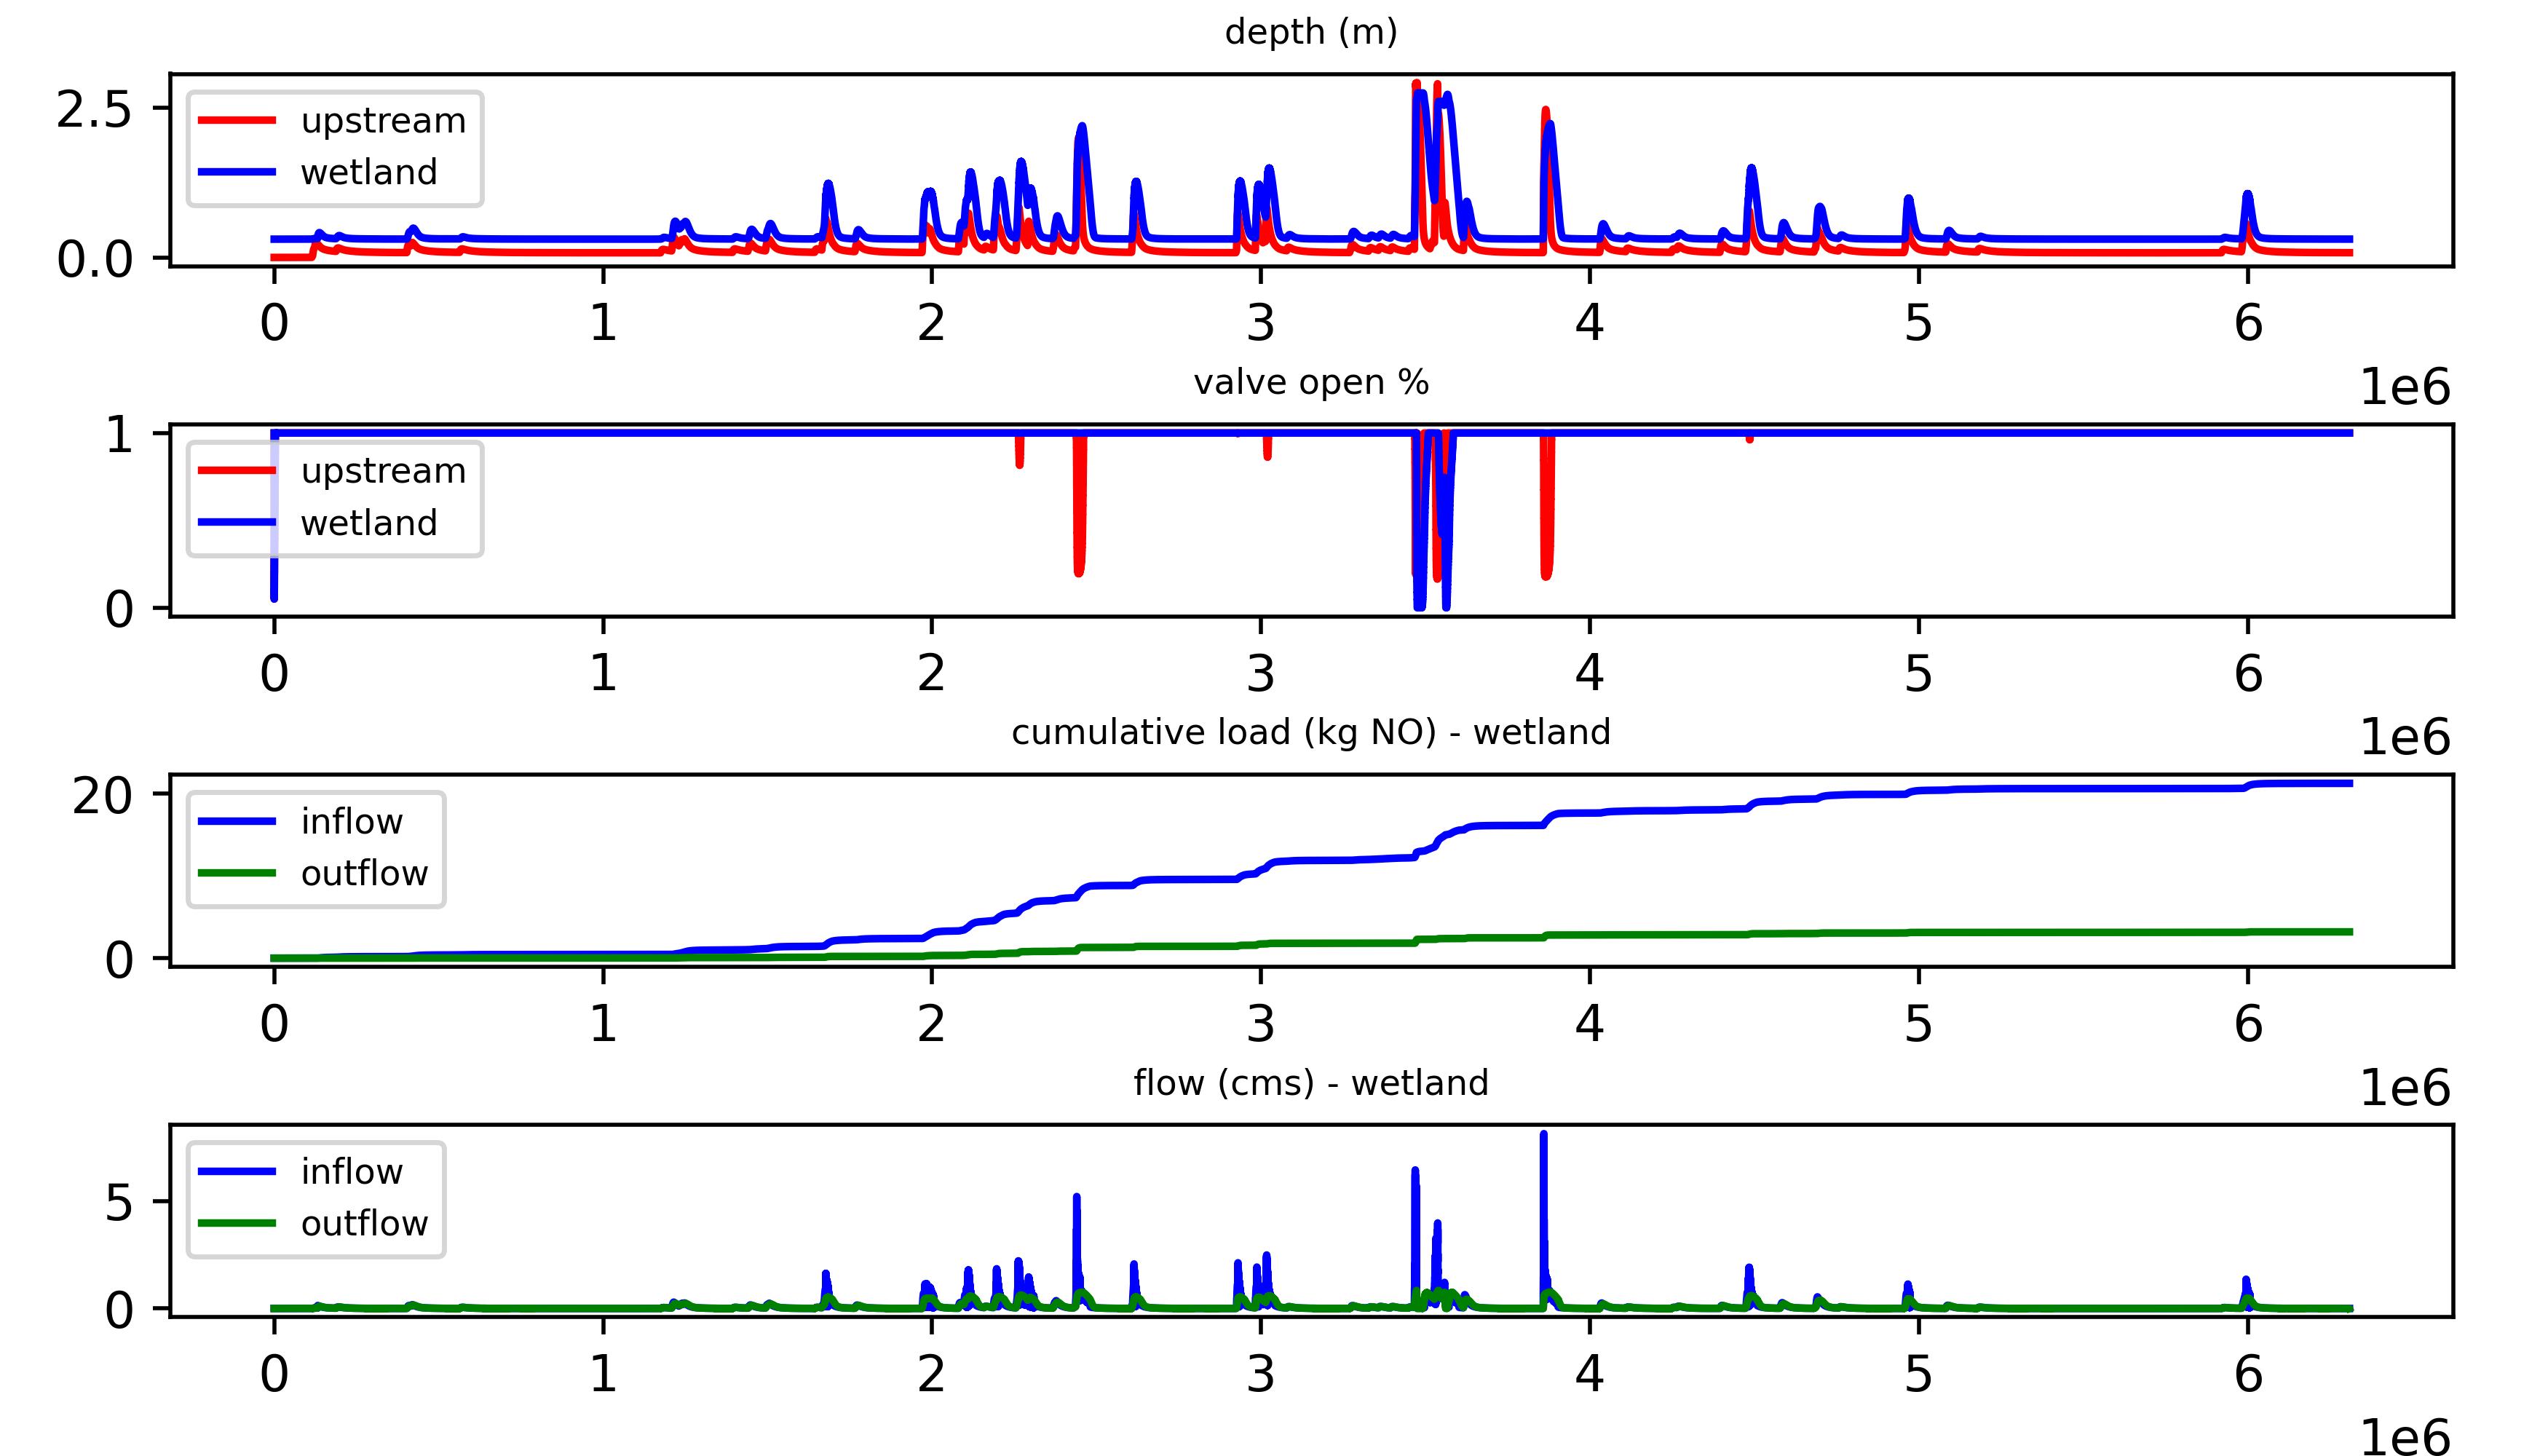 depth (m)
2.5
0.0
upstream
wetland
0 1 2 3 4 5 6
1e6
valve open %
1
0
upstream
wetland
0 1 2 3 4 5 6
1e6
cumulative load (kg NO) - wetland
20
0
inflow
outflow
0 1 2 3 4 5 6
1e6
flow (cms) - wetland
5
0
inflow
outflow
0 1 2 3 4 5 6
1e6